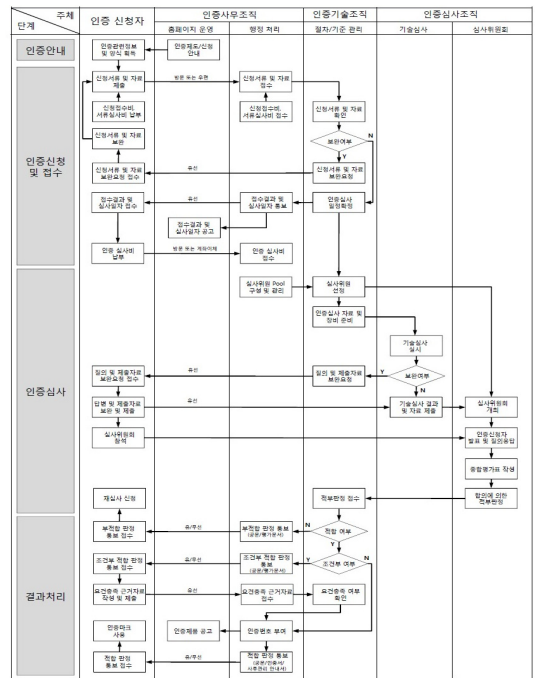 주체
단계
인증 신청자
인증사무조직
인증기술조직
인증심사조직
홈페이지 운영
행정 처리
절차/기준 관리
기술심사
심사위원회
인증안내
인증관련정보
및 양식 획득
인증제도/신청
안내
인증신청
및 접수
신청서류 및 자료
제출
방문 또는 우편
신청서류 및 자료
접수
신청접수비,
서류심사비 납부
신청접수비,
서류심사비 접수
신청서류 및 자료
확인
신청서류 및 자료
보완
보완여부
N
Y
신청서류 및 자료
보완요청 접수
유선
신청서류 및 자료
보완요청
접수결과 및
심사일자 접수
유선
접수결과 및
심사일자 통보
인증심사
일정확정
접수결과 및
심사일자 공고
인증 심사비
납부
방문 또는 계좌이체
인증 심사비
접수
인증심사
심사위원 Pool
구성 및 관리
심사위원
선정
인증심사 자료 및
장비 준비
기술심사
실시
질의 및 제출자료
보완요청 접수
유선
질의 및 제출자료
보완요청
Y
보완여부
N
답변 및 제출자료
보완 및 제출
유선
기술심사 결과
및 자료 제출
심사위원회
개최
심사위원회
참석
인증신청자
발표 및 질의응답
종합평가표 작성
재심사 신청
적부판정 접수
합의에 의한
적부판정
결과처리
부적합 판정
통보 접수
유/무선
부적합 판정 통보
(공문/평가문서)
N
적합 여부
Y
조건부 적합 판정
통보 접수
유/무선
조건부 적합 판정
통보
(공문/평가문서)
Y
조건부 여부
N
요건충족 근거자료
작성 및 제출
유선
요건충족 근거자료
접수
요건충족 여부
확인
인증마크
사용
인증제품 공고
인증번호 부여
적합 판정
통보 접수
유/무선
적합 판정 통보
(공문/인증서/
사후관리 안내서)